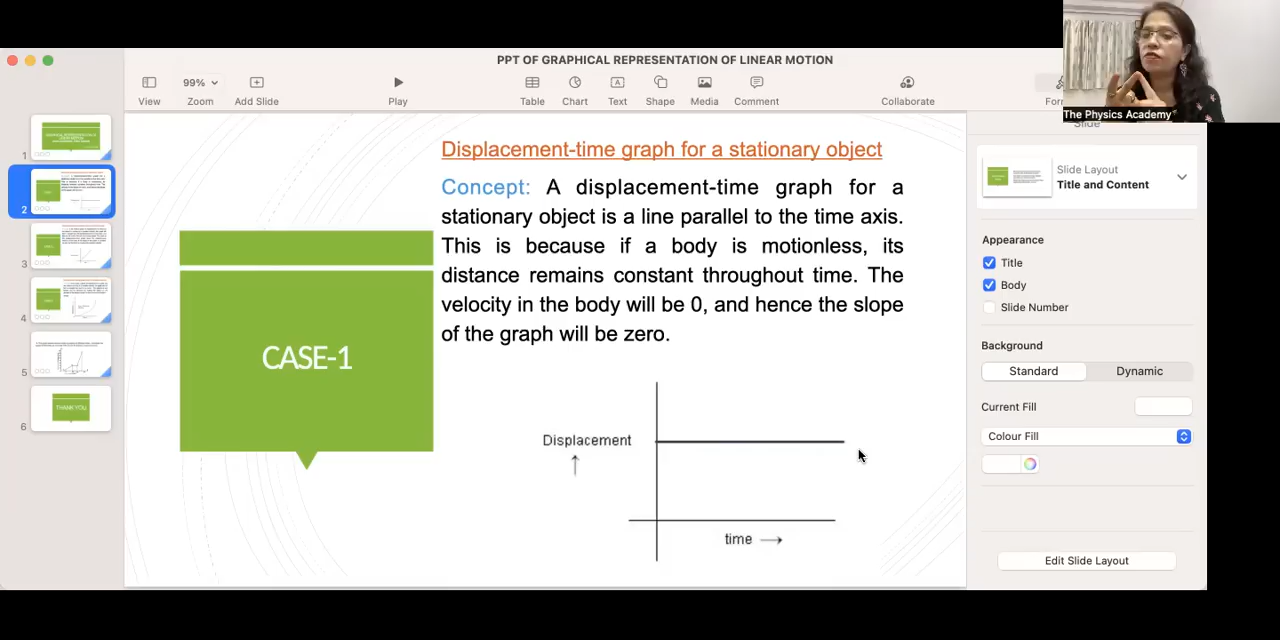 PPT OF GRAPHICAL REPRESENTATION OF LINEAR MOTION
The Physics Academy
99%
View
Zoom
Add Slide
Play
Table
Chart
Text
Shape
Media
Comment
Collaborate
Slide
1
2
3
4
5
6
THANK YOU
Displacement-time graph for a stationary object
Concept: A displacement-time graph for a
stationary object is a line parallel to the time axis.
This is because if a body is motionless, its
distance remains constant throughout time. The
velocity in the body will be 0, and hence the slope
of the graph will be zero.
CASE-1
Displacement
time
Slide Layout
Title and Content
Appearance
Title
Body
Slide Number
Background
Standard
Dynamic
Current Fill
Colour Fill
Edit Slide Layout